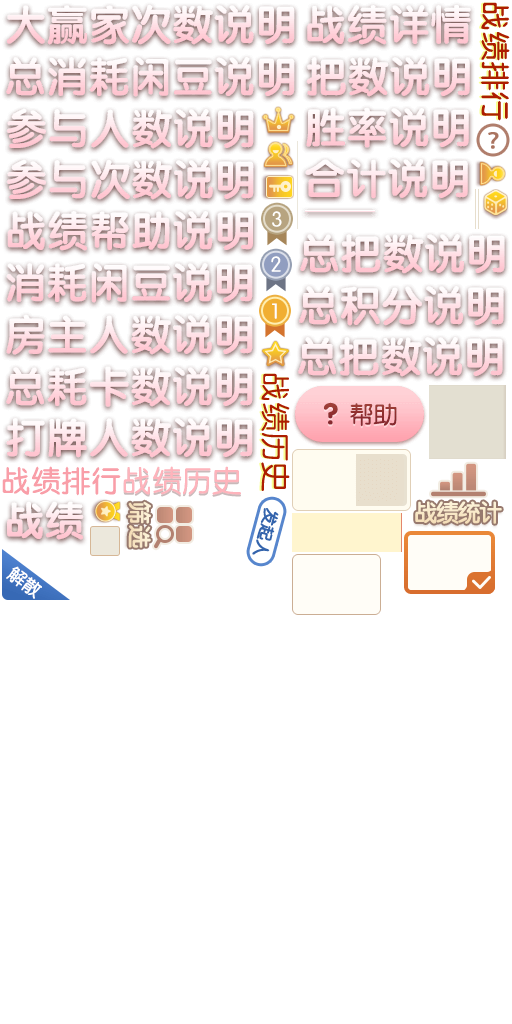 大赢家次数说明
战绩详情
战绩排行
总消耗闲豆说明
把数说明
参与人数说明
胜率说明
?
参与次数说明
合计说明
3
战绩帮助说明
总把数说明
2
消耗闲豆说明
总积分说明
1
房主人数说明
总把数说明
总耗卡数说明
战绩历史
? 帮助
打牌人数说明
战绩排行
战绩历史
战绩
筛选
战绩统计
发起人
解散